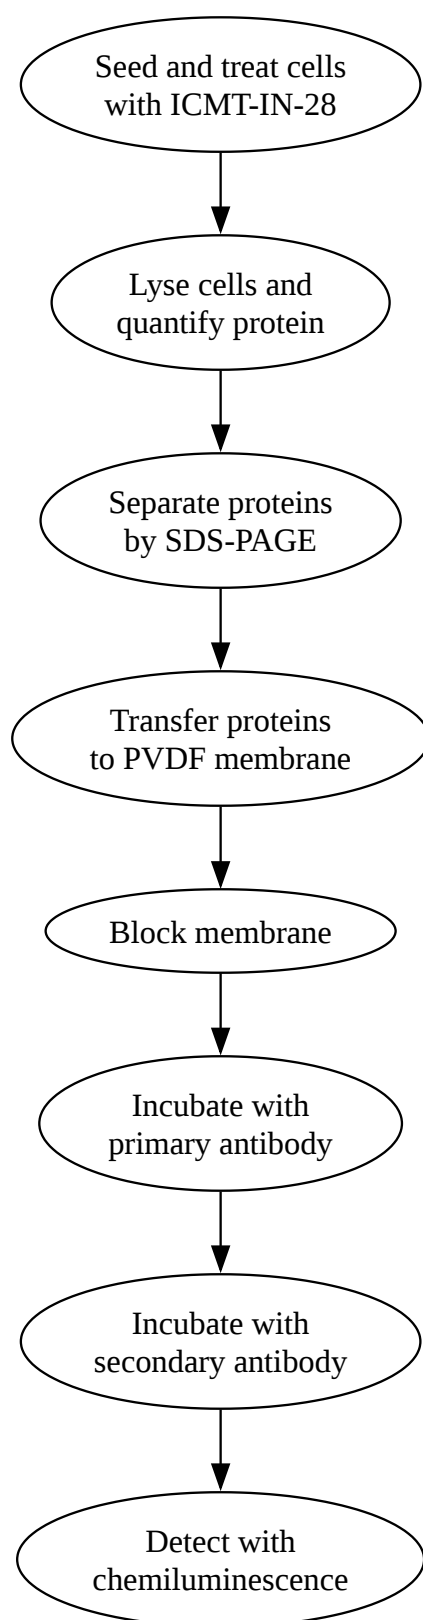 Seed and treat cells
with ICMT-IN-28
Lyse cells and
quantify protein
Separate proteins
by SDS-PAGE
Transfer proteins
to PVDF membrane
Block membrane
Incubate with
primary antibody
Incubate with
secondary antibody
Detect with
chemiluminescence